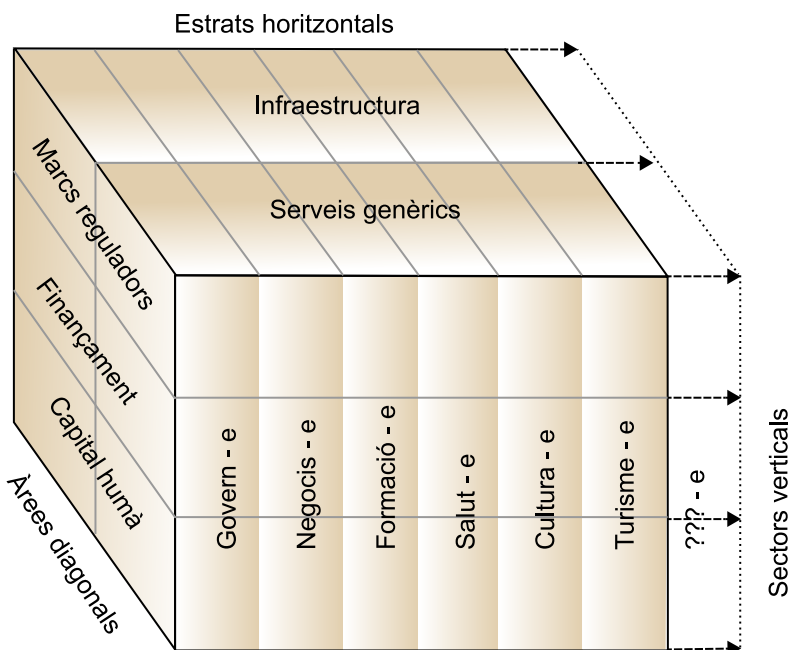 Estrats horitzontals
Infraestructura
Serveis genèrics
Marcs reguladors
Finançament
Capital humà
Àrees diagonals
Govern - e
Negocis - e
Formació - e
Salut - e
Cultura - e
Turisme - e
??? - e
Sectors verticals